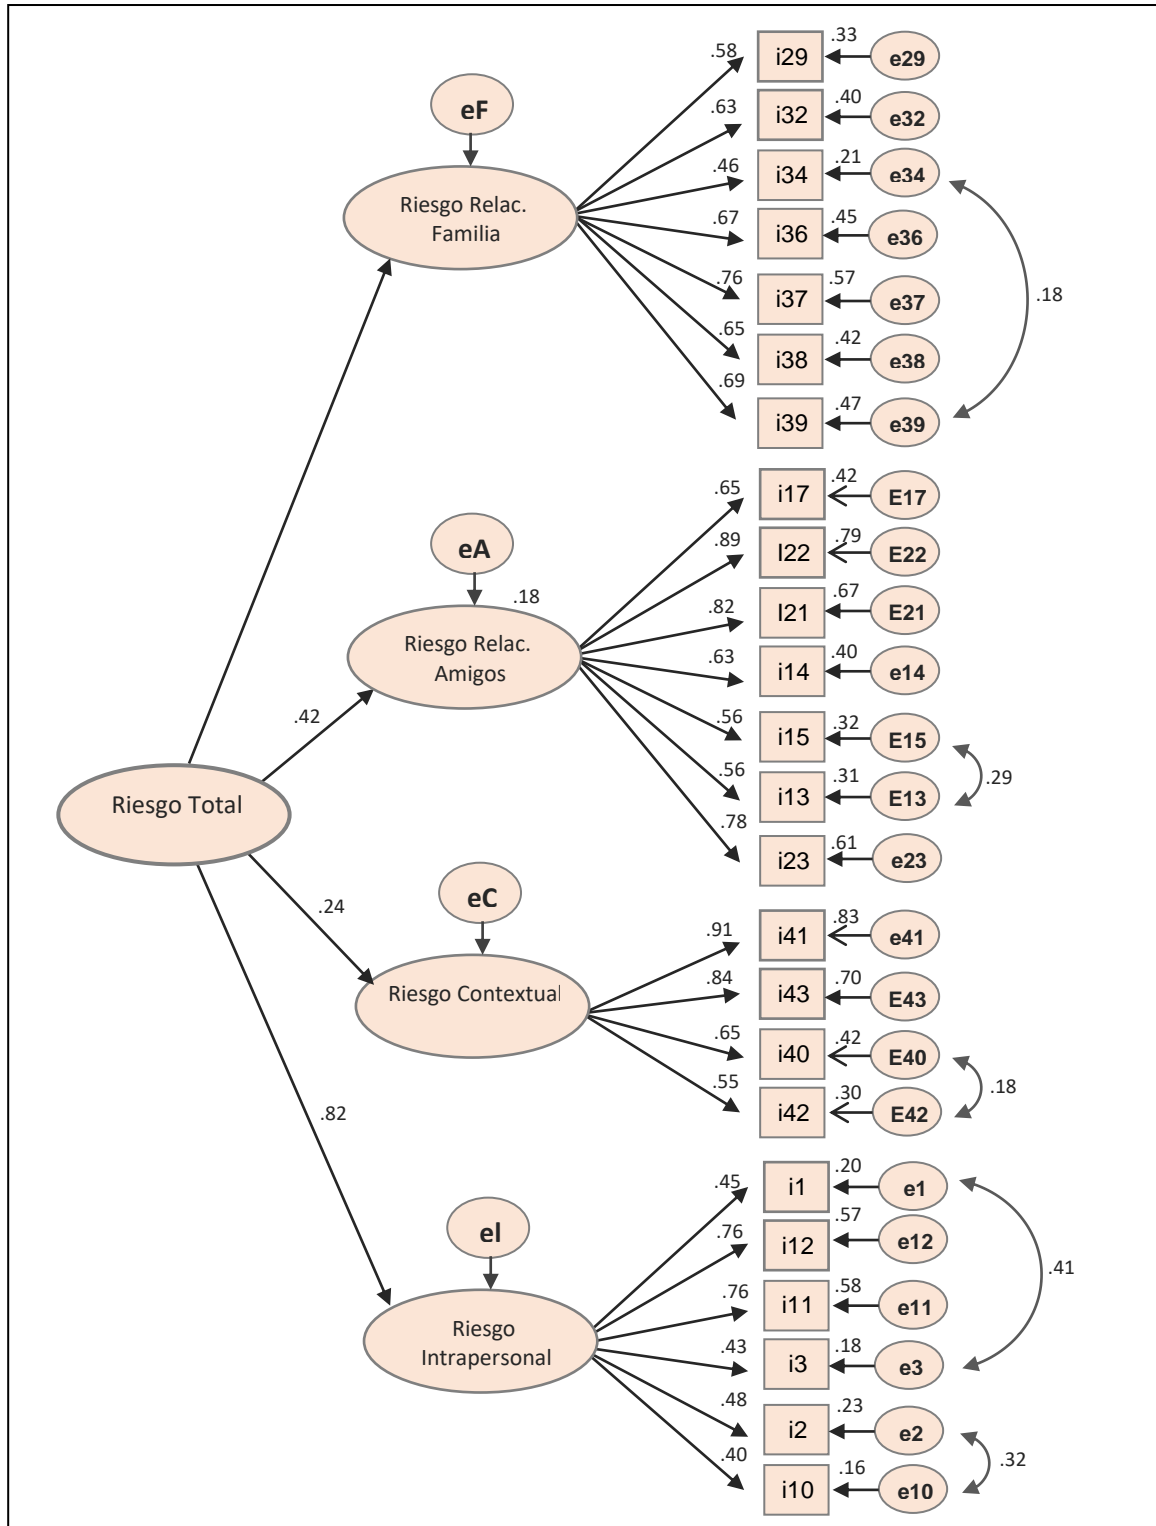 .58
i29
.33
e29
eF
.63
i32
.40
e32
Riesgo Relac.
Familia
.46
i34
.21
e34
.67
i36
.45
e36
.76
i37
.57
e37
.18
.65
i38
.42
e38
.69
i39
.47
e39
.65
i17
.42
E17
eA
.89
I22
.79
E22
.18
Riesgo Relac.
Amigos
.82
I21
.67
E21
.63
i14
.40
e14
.42
.56
i15
.32
E15
.56
i13
.31
E13
.29
.78
i23
.61
e23
Riesgo Total
eC
.24
Riesgo Contextual
.91
i41
.83
e41
.84
i43
.70
E43
.65
i40
.42
E40
.55
i42
.30
E42
.18
.82
eI
Riesgo
Intrapersonal
.45
i1
.20
e1
.76
i12
.57
e12
.76
i11
.58
e11
.41
.43
i3
.18
e3
.48
i2
.23
e2
.40
i10
.16
e10
.32